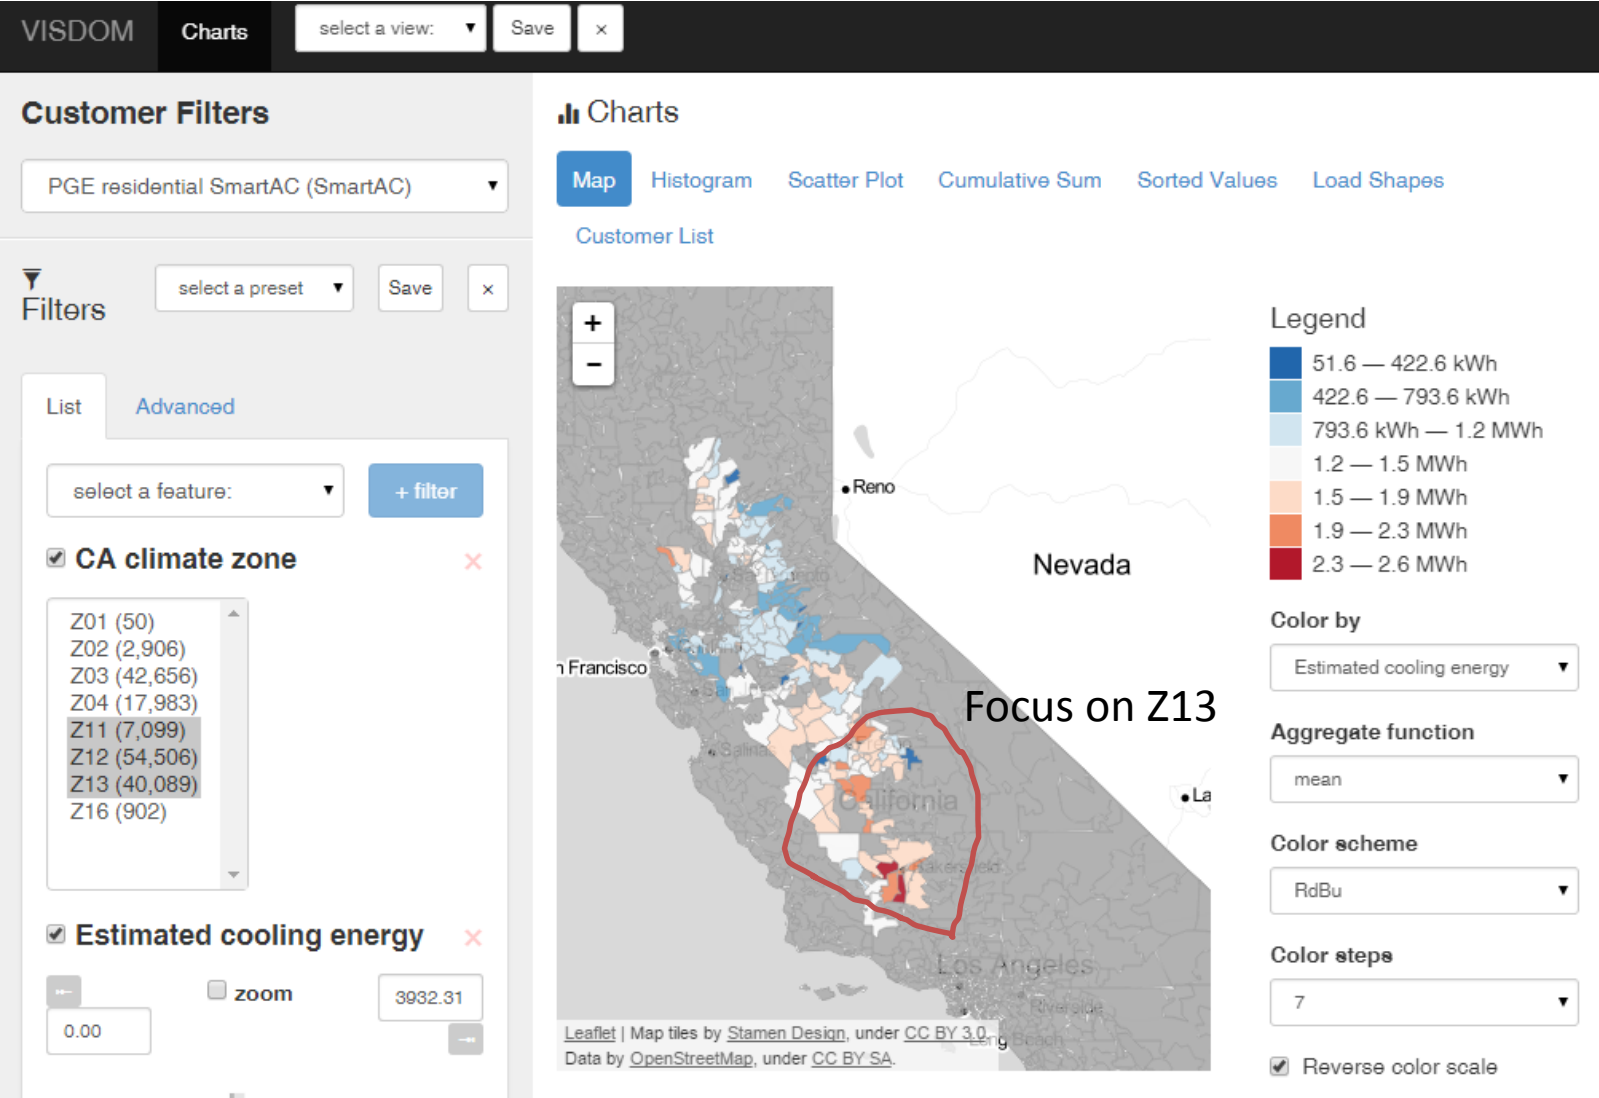 VISDOM Charts select a view: Save ×
Customer Filters
PGE residential SmartAC (SmartAC)
Filters select a preset Save ×
List Advanced
select a feature: + filter
CA climate zone ×
Z01 (50)
Z02 (2,906)
Z03 (42,656)
Z04 (17,983)
Z11 (7,099)
Z12 (54,506)
Z13 (40,089)
Z16 (902)
Estimated cooling energy ×
zoom
3932.31
0.00
Charts
Map Histogram Scatter Plot Cumulative Sum Sorted Values Load Shapes
Customer List
+
−
Reno
Nevada
n Francisco
Salinas
Focus on Z13
California
La
Los Angeles
Riverside
ng Beach
Leaflet | Map tiles by Stamen Design, under CC BY 3.0.
Data by OpenStreetMap, under CC BY SA.
Legend
51.6 — 422.6 kWh
422.6 — 793.6 kWh
793.6 kWh — 1.2 MWh
1.2 — 1.5 MWh
1.5 — 1.9 MWh
1.9 — 2.3 MWh
2.3 — 2.6 MWh
Color by
Estimated cooling energy
Aggregate function
mean
Color scheme
RdBu
Color steps
7
Reverse color scale